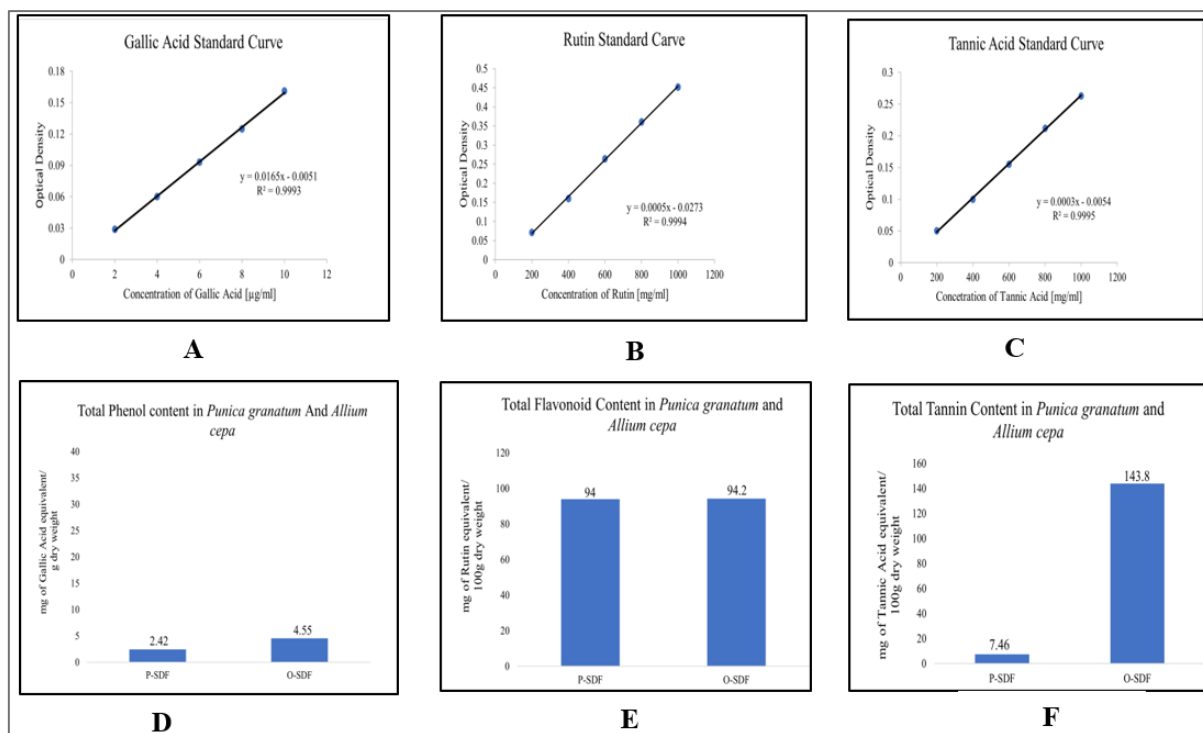 Gallic Acid Standard Curve
0.18
0.15
0.12
0.09
0.06
0.03
0
0 2 4 6 8 10 12
Optical Density
y = 0.0165x - 0.0051
R² = 0.9993
Concentration of Gallic Acid [µg/ml]
A
Rutin Standard Carve
0.5
0.45
0.4
0.35
0.3
0.25
0.2
0.15
0.1
0.05
0
0 200 400 600 800 1000 1200
Optical Density
y = 0.0005x - 0.0273
R² = 0.9994
Concentration of Rutin [mg/ml]
B
Tannic Acid Standard Curve
0.3
0.25
0.2
0.15
0.1
0.05
0
0 200 400 600 800 1000 1200
Optical Density
y = 0.0003x - 0.0054
R² = 0.9995
Concetration of Tannic Acid [mg/ml]
C
Total Phenol content in Punica granatum And Allium
cepa
40
35
30
25
20
15
10
5
0
mg of Gallic Acid equivalent/
g dry weight
2.42
4.55
P-SDF O-SDF
D
Total Flavonoid Content in Punica granatum and
Allium cepa
120
100
80
60
40
20
0
mg of Rutin equivalent/
100g dry weight
94
94.2
P-SDF O-SDF
E
Total Tannin Content in Punica granatum and
Allium cepa
160
140
120
100
80
60
40
20
0
mg of Tannic Acid equivalent/
100g dry weight
7.46
143.8
P-SDF O-SDF
F